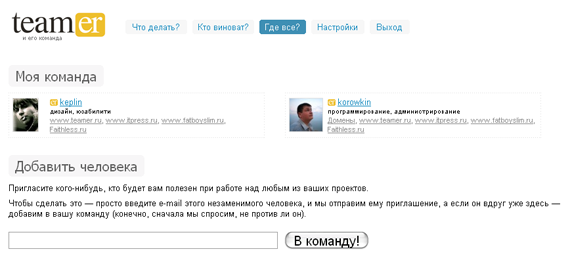 teamer
и его команда
Что делать? Кто виноват? Где все? Настройки Выход
Моя команда
keplin
дизайн, юзабилити
www.teamer.ru, www.itpress.ru, www.fatboyslim.ru,
Faithless.ru
korowkin
программирование, администрирование
Домены, www.teamer.ru, www.itpress.ru, www.fatboyslim.ru,
Faithless.ru
Добавить человека
Пригласите кого-нибудь, кто будет вам полезен при работе над любым из ваших проектов.
Чтобы сделать это — просто введите e-mail этого незаменимого человека, и мы отправим ему приглашение, а если он вдруг уже здесь —
добавим в вашу команду (конечно, сначала мы спросим, не против ли он).
В команду!